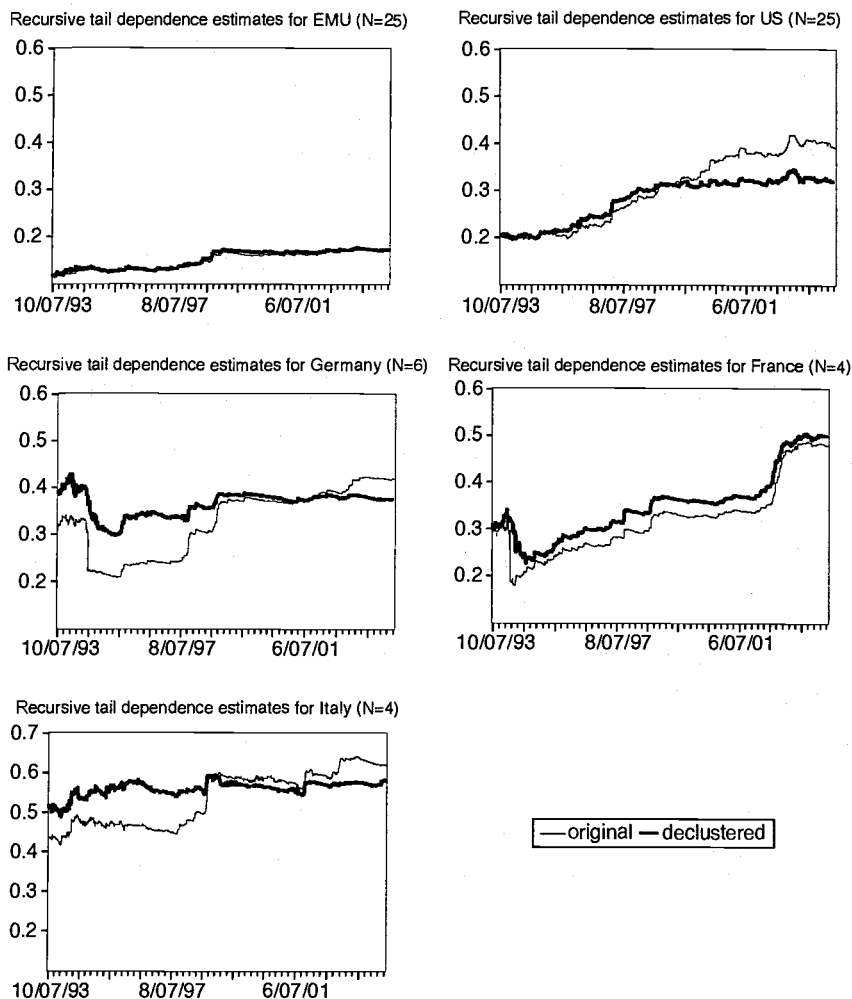 Recursive tail dependence estimates for EMU (N=25)
0.6
0.5
0.4
0.3
0.2
10/07/93 8/07/97 6/07/01
Recursive tail dependence estimates for US (N=25)
0.6
0.5
0.4
0.3
0.2
10/07/93 8/07/97 6/07/01
Recursive tail dependence estimates for Germany (N=6)
0.6
0.5
0.4
0.3
0.2
10/07/93 8/07/97 6/07/01
Recursive tail dependence estimates for France (N=4)
0.6
0.5
0.4
0.3
0.2
10/07/93 8/07/97 6/07/01
Recursive tail dependence estimates for Italy (N=4)
0.7
0.6
0.5
0.4
0.3
0.2
10/07/93 8/07/97 6/07/01
original declustered